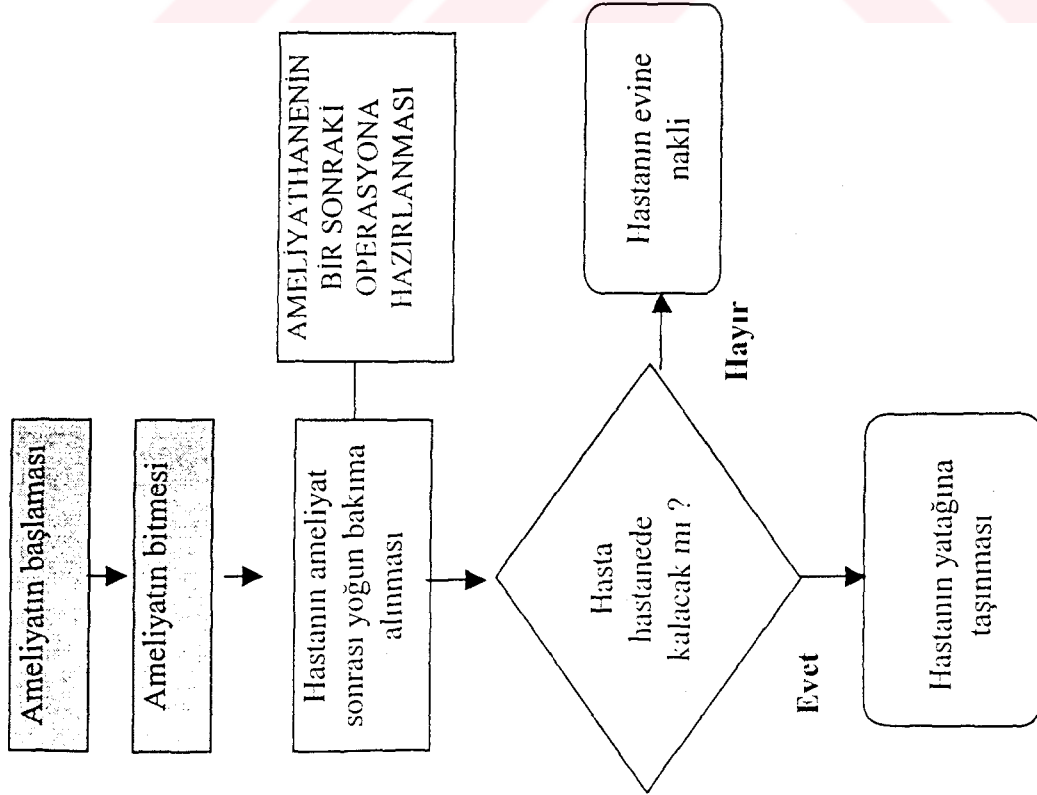 Ameliyatın başlaması
Ameliyatın bitmesi
Hastanın ameliyat
sonrası yoğun bakıma
alınması
AMELİYATHANENİN
BİR SONRAKİ
OPERASYONA
HAZIRLANMASI
Hasta
hastanede
kalacak mı ?
Hayır
Hastanın evine
nakli
Evet
Hastanın yatağına
taşınması